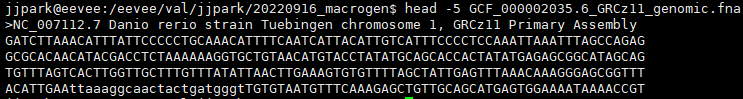 jjpark@eevee:/eevee/val/jjpark/20220916_macrogen$ head -5 GCF_000002035.6_GRCz11_genomic.fna
>NC_007112.7 Danio rerio strain Tuebingen chromosome 1, GRCz11 Primary Assembly
GATCTTAAACATTTATTCCCCCTGCAAACATTTTCAATCATTACATTGTCATTTCCCCTCCAAATTAAATTTAGCCAGAG
GCGCACAACATACGACCTCTAAAAAAGGTGCTGTAACATGTACCTATATGCAGCACCACTATATGAGAGCGGCATAGCAG
TGTTTAGTCACTTGGTTGCTTTGTTTATATTAACTTGAAAGTGTGTTTTAGCTATTGAGTTTAAACAAAGGGAGCGGTTT
ACATTGAAttaaaggcaactactgatgggtTGTGTAATGTTTCAAAGAGCTGTTGCAGCATGAGTGGAAAATAAAACCGT